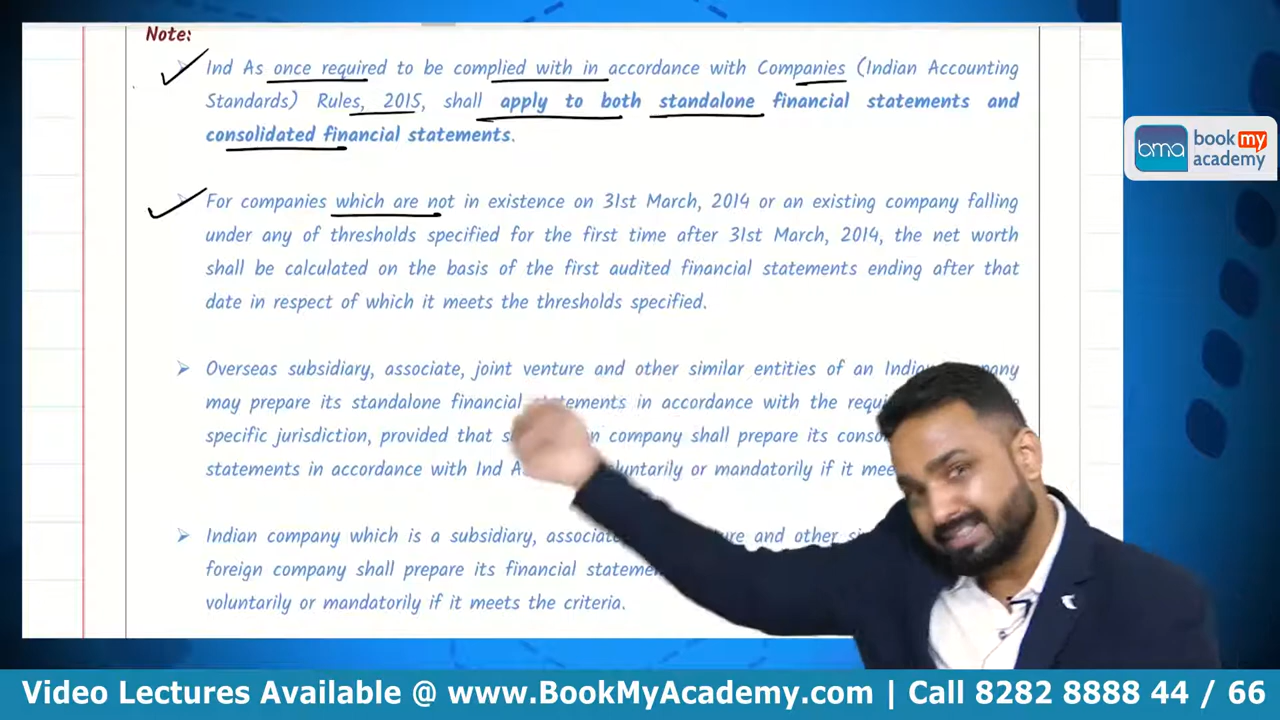 Note:
Ind As once required to be complied with in accordance with Companies (Indian Accounting
Standards) Rules, 2015, shall apply to both standalone financial statements and
consolidated financial statements.
For companies which are not in existence on 31st March, 2014 or an existing company falling
under any of thresholds specified for the first time after 31st March, 2014, the net worth
shall be calculated on the basis of the first audited financial statements ending after that
date in respect of which it meets the thresholds specified.
Overseas subsidiary, associate, joint venture and other similar entities of an
may prepare its standalone financial statements in accordance with the
specific jurisdiction, provided that company shall prepare its
statements in accordance with Ind or mandatorily if it
Indian company which is a subsidiary, and other
foreign company shall prepare its financial
voluntarily or mandatorily if it meets the criteria.
bma book my academy
Video Lectures Available @ www.BookMyAcademy.com | Call 8282 8888 44 / 66